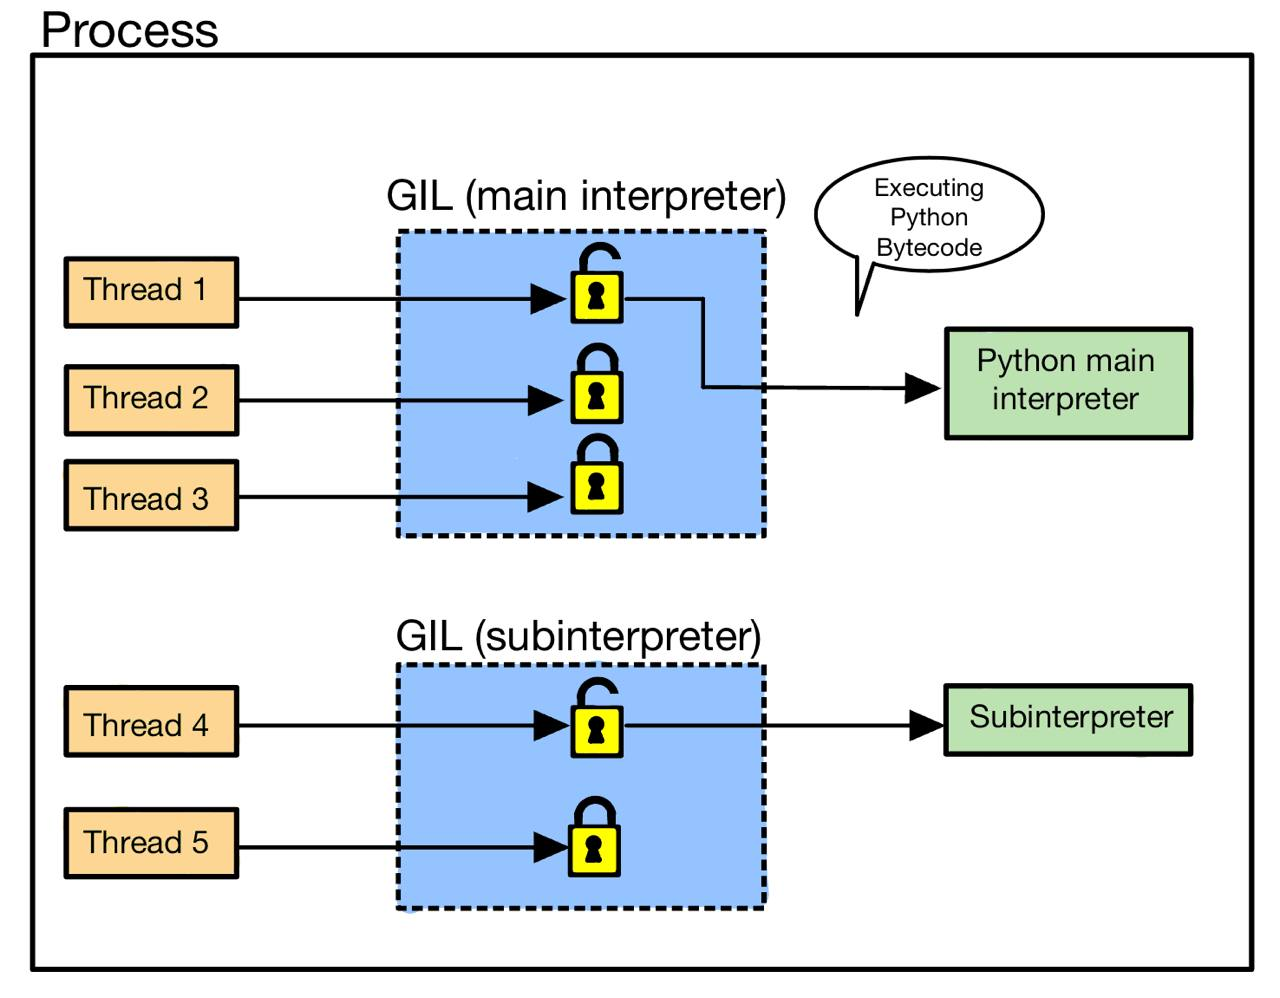 Process
GIL (main interpreter)
Executing
Python
Bytecode
Thread 1
Thread 2
Thread 3
Python main
interpreter
GIL (subinterpreter)
Thread 4
Subinterpreter
Thread 5